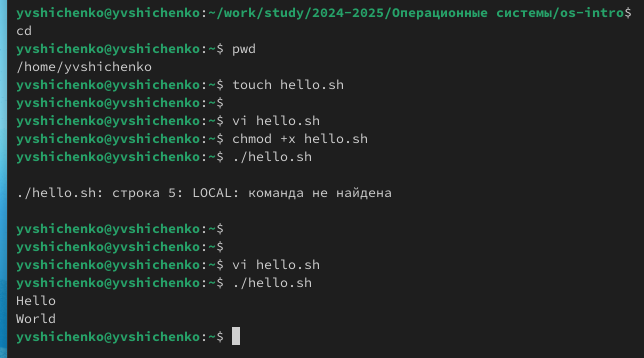 yvshichenko@yvshichenko:~/work/study/2024-2025/Операционные системы/os-intro$
cd
yvshichenko@yvshichenko:~$ pwd
/home/yvshichenko
yvshichenko@yvshichenko:~$ touch hello.sh
yvshichenko@yvshichenko:~$
yvshichenko@yvshichenko:~$ vi hello.sh
yvshichenko@yvshichenko:~$ chmod +x hello.sh
yvshichenko@yvshichenko:~$ ./hello.sh
./hello.sh: строка 5: LOCAL: команда не найдена
yvshichenko@yvshichenko:~$
yvshichenko@yvshichenko:~$
yvshichenko@yvshichenko:~$ vi hello.sh
yvshichenko@yvshichenko:~$ ./hello.sh
Hello
World
yvshichenko@yvshichenko:~$